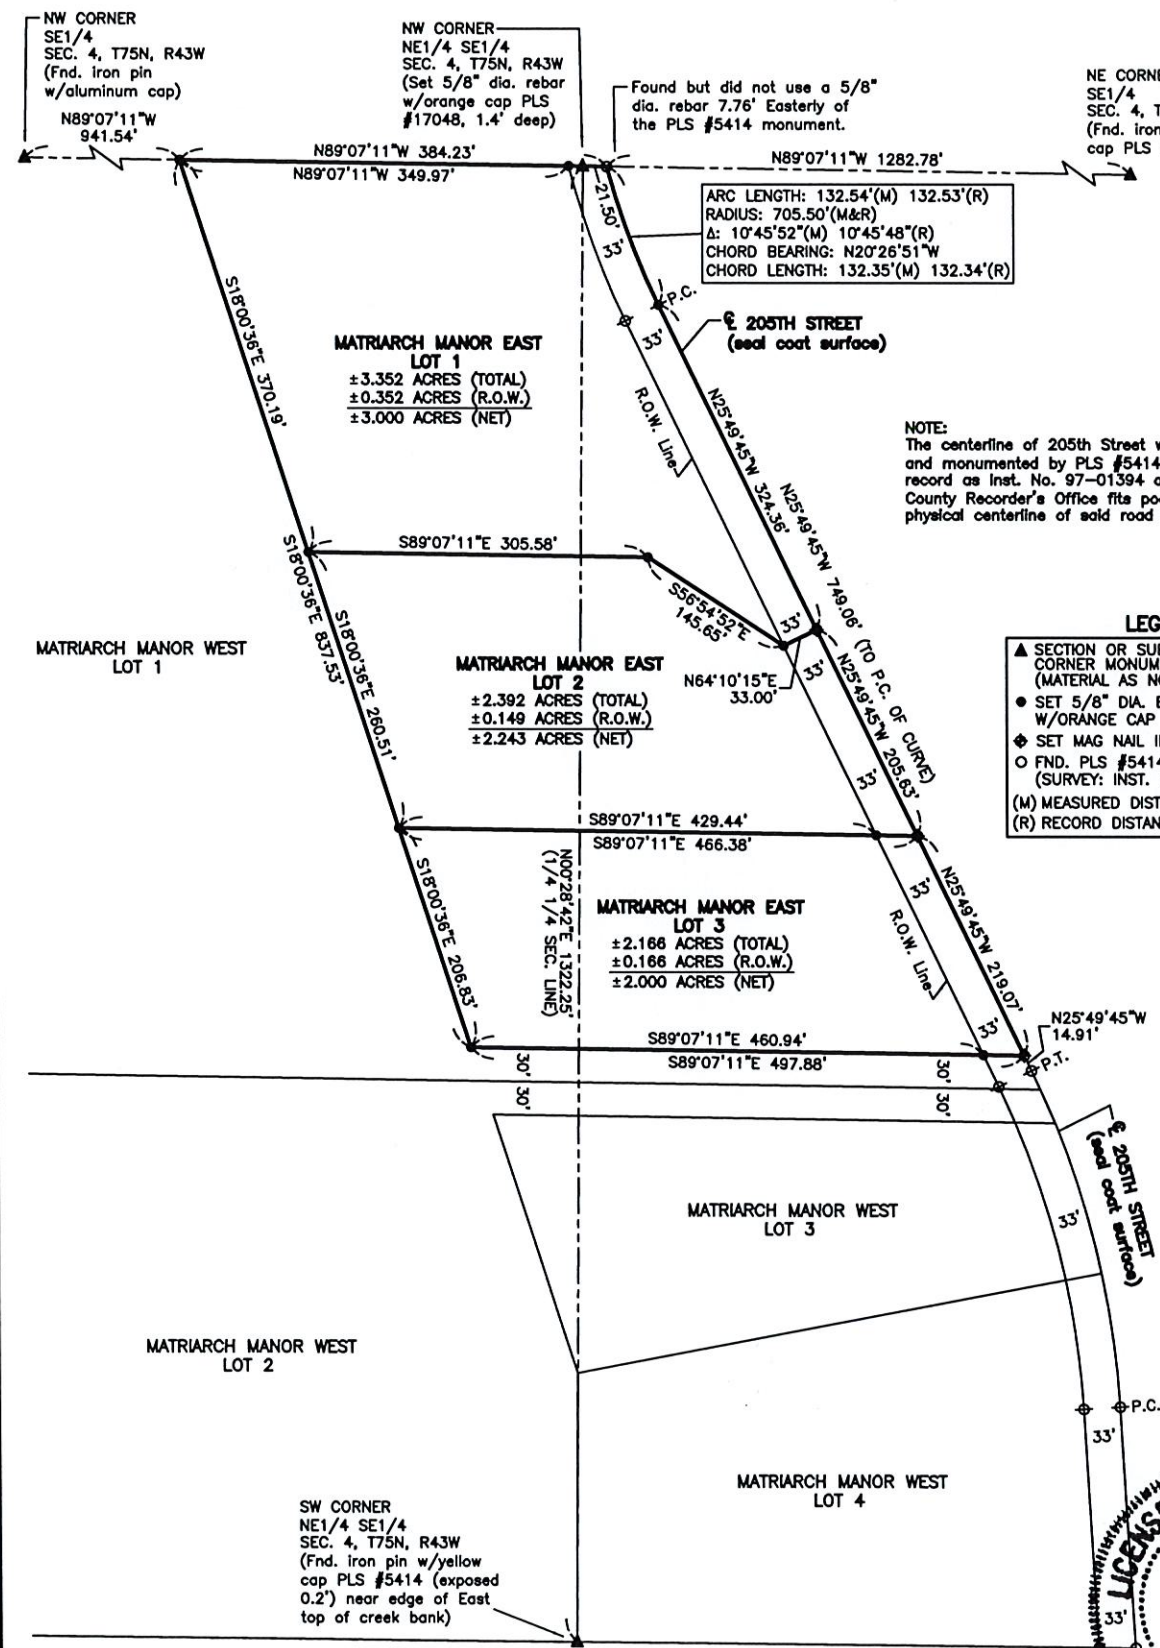 NW CORNER
SE1/4
SEC. 4, T75N, R43W
(Fnd. iron pin
w/aluminum cap)
N89°07'11"W
941.54'
NW CORNER
NE1/4 SE1/4
SEC. 4, T75N, R43W
(Set 5/8" dia. rebar
w/orange cap PLS
#17048, 1.4' deep)
Found but did not use a 5/8"
dia. rebar 7.76' Easterly of
the PLS #5414 monument.
NE CORNE
SE1/4
SEC. 4, T
(Fnd. iron
cap PLS
N89°07'11"W 384.23'
N89°07'11"W 349.97'
N89°07'11"W 1282.78'
21.50'
33'
ARC LENGTH: 132.54'(M) 132.53'(R)
RADIUS: 705.50'(M&R)
Δ: 10°45'52"(M) 10°45'48"(R)
CHORD BEARING: N20°26'51"W
CHORD LENGTH: 132.35'(M) 132.34'(R)
P.C.
33'
℄ 205TH STREET
(seal coat surface)
S18°00'36"E 370.19'
MATRIARCH MANOR EAST
LOT 1
±3.352 ACRES (TOTAL)
±0.352 ACRES (R.O.W.)
±3.000 ACRES (NET)
R.O.W. Line
N25°49'45"W 324.36'
N25°49'45"W 749.06' (TO P.C. OF CURVE)
NOTE:
The centerline of 205th Street w
and monumented by PLS #5414
record as Inst. No. 97-01394 o
County Recorder's Office fits po
physical centerline of said road
S89°07'11"E 305.58'
S56°54'52"E
145.65'
33'
N64°10'15"E
33.00'
33'
S18°00'36"E 837.53'
S18°00'36"E 260.51'
MATRIARCH MANOR WEST
LOT 1
MATRIARCH MANOR EAST
LOT 2
±2.392 ACRES (TOTAL)
±0.149 ACRES (R.O.W.)
±2.243 ACRES (NET)
N25°49'45"W 205.63'
33'
LEG
▲ SECTION OR SU
CORNER MONUM
(MATERIAL AS NO
● SET 5/8" DIA.
W/ORANGE CAP
SET MAG NAIL I
○ FND. PLS #5414
(SURVEY: INST.
(M) MEASURED DIST
(R) RECORD DISTAN
S89°07'11"E 429.44'
S89°07'11"E 466.38'
S18°00'36"E 206.83'
N00°28'42"E 1322.25'
(1/4 1/4 SEC. LINE)
MATRIARCH MANOR EAST
LOT 3
±2.166 ACRES (TOTAL)
±0.166 ACRES (R.O.W.)
±2.000 ACRES (NET)
33'
R.O.W. Line
N25°49'45"W 219.07'
33'
N25°49'45"W
14.91'
P.T.
S89°07'11"E 460.94'
S89°07'11"E 497.88'
30'
30'
30'
30'
℄ 205TH STREET
(seal coat surface)
MATRIARCH MANOR WEST
LOT 3
33'
MATRIARCH MANOR WEST
LOT 2
P.C.
33'
MATRIARCH MANOR WEST
LOT 4
SW CORNER
NE1/4 SE1/4
SEC. 4, T75N, R43W
(Fnd. iron pin w/yellow
cap PLS #5414 (exposed
0.2') near edge of East
top of creek bank)
LICENS
33'